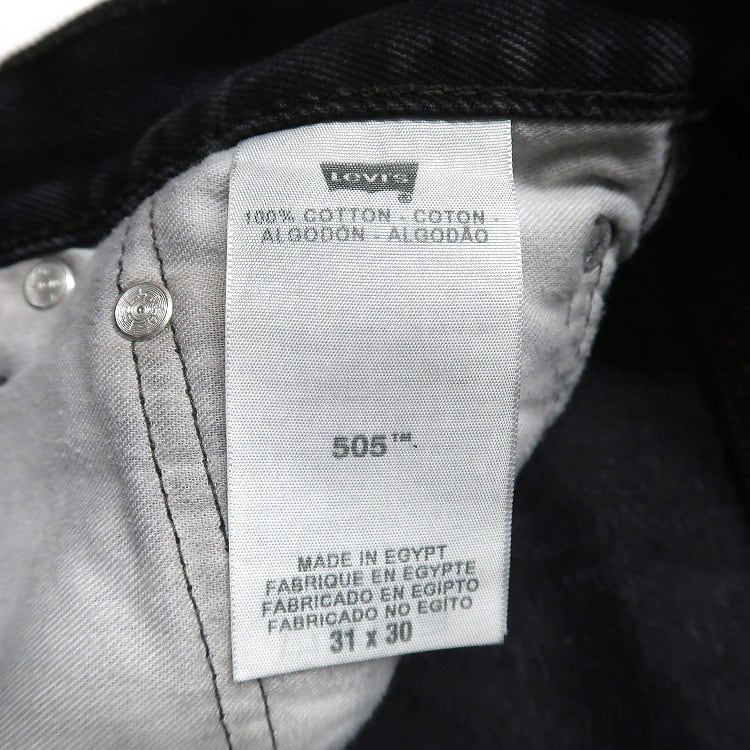 Levi's ®
100% COTTON - COTON -
ALGODÓN - ALGODÃO
505™
MADE IN EGYPT
FABRIQUE EN EGYPTE
FABRICADO EN EGIPTO
FABRICADO NO EGITO
31 x 30